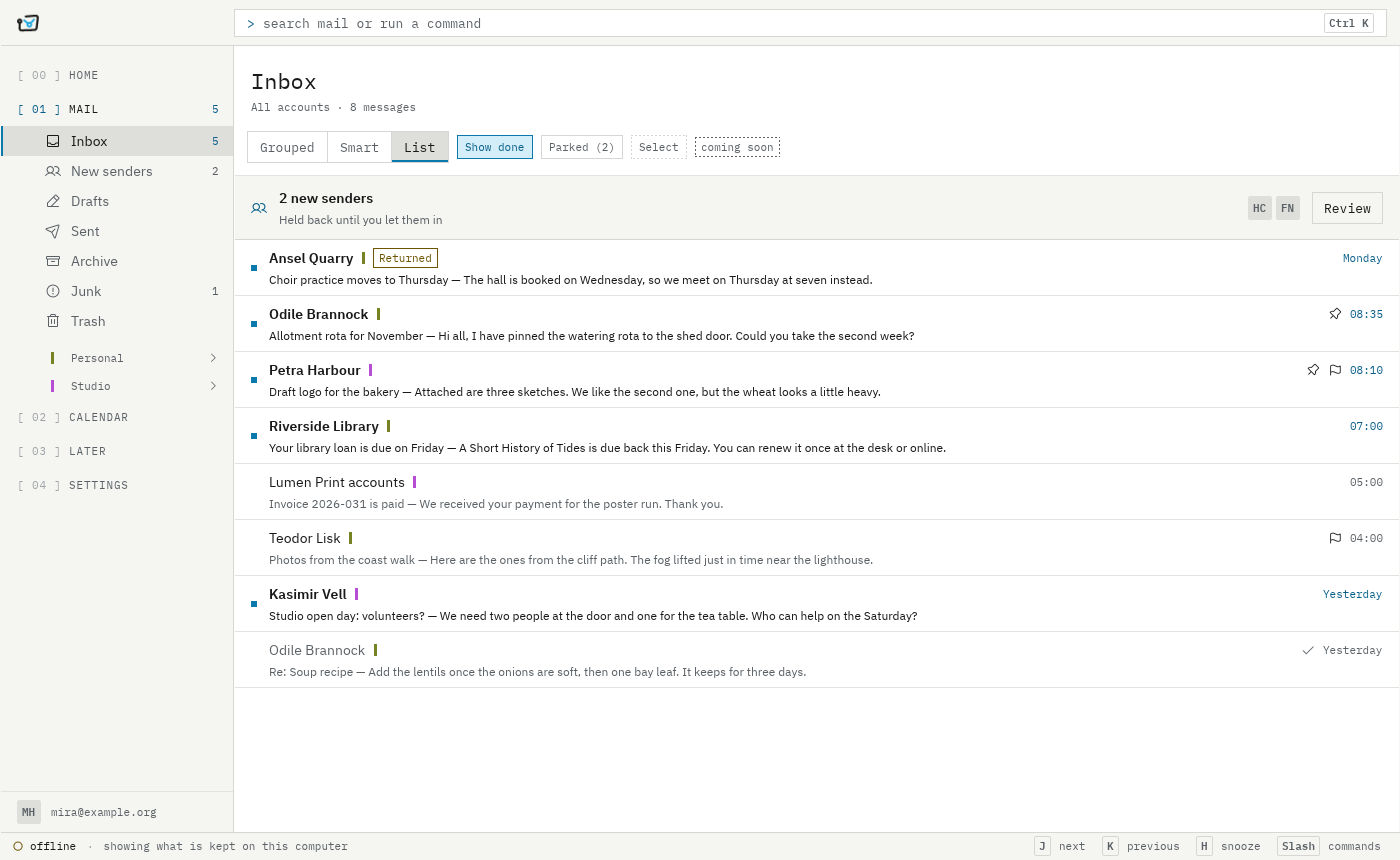 > search mail or run a command Ctrl K
[ 00 ] HOME
[ 01 ] MAIL 5
Inbox 5
New senders 2
Drafts
Sent
Archive
Junk 1
Trash
Personal
Studio
[ 02 ] CALENDAR
[ 03 ] LATER
[ 04 ] SETTINGS
MH mira@example.org
Inbox
All accounts · 8 messages
Grouped Smart List Show done Parked (2) Select coming soon
2 new senders
Held back until you let them in
HC FN Review
Ansel Quarry Returned Monday
Choir practice moves to Thursday — The hall is booked on Wednesday, so we meet on Thursday at seven instead.
Odile Brannock 08:35
Allotment rota for November — Hi all, I have pinned the watering rota to the shed door. Could you take the second week?
Petra Harbour 08:10
Draft logo for the bakery — Attached are three sketches. We like the second one, but the wheat looks a little heavy.
Riverside Library 07:00
Your library loan is due on Friday — A Short History of Tides is due back this Friday. You can renew it once at the desk or online.
Lumen Print accounts 05:00
Invoice 2026-031 is paid — We received your payment for the poster run. Thank you.
Teodor Lisk 04:00
Photos from the coast walk — Here are the ones from the cliff path. The fog lifted just in time near the lighthouse.
Kasimir Vell Yesterday
Studio open day: volunteers? — We need two people at the door and one for the tea table. Who can help on the Saturday?
Odile Brannock Yesterday
Re: Soup recipe — Add the lentils once the onions are soft, then one bay leaf. It keeps for three days.
offline · showing what is kept on this computer J next K previous H snooze Slash commands